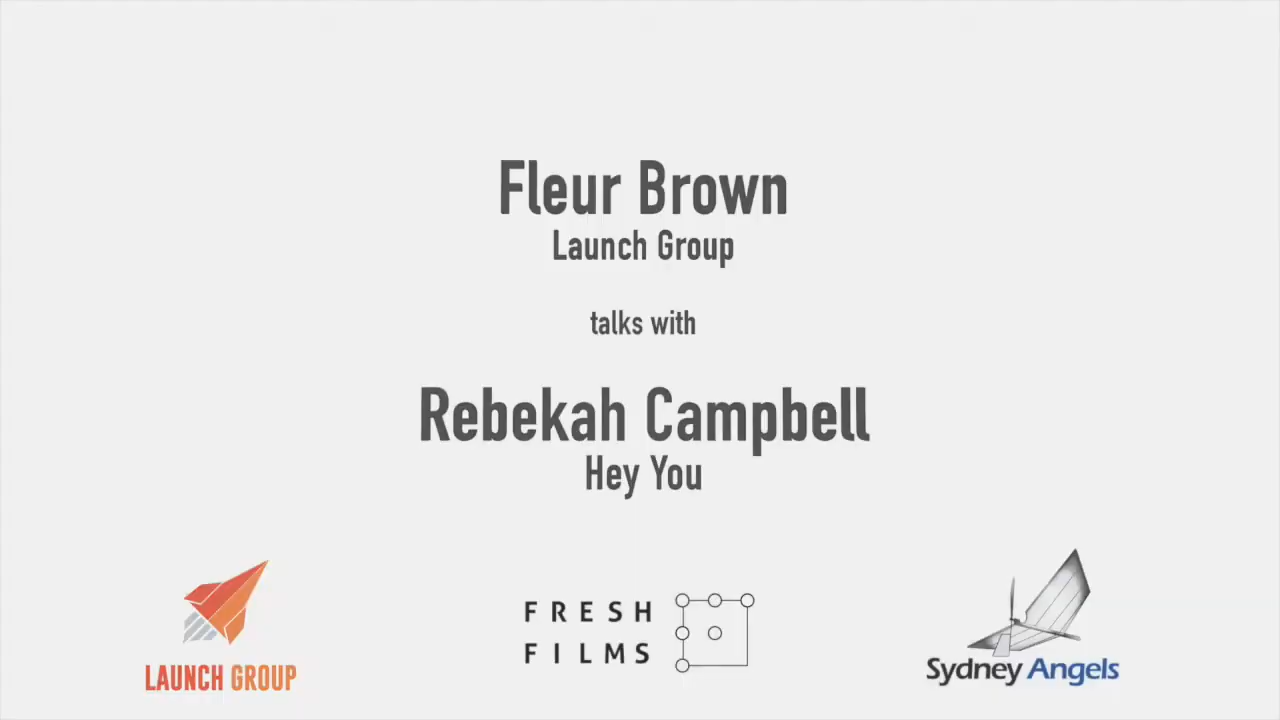 Fleur Brown
Launch Group
talks with
Rebekah Campbell
Hey You
LAUNCH GROUP
FRESH
FILMS
Sydney Angels